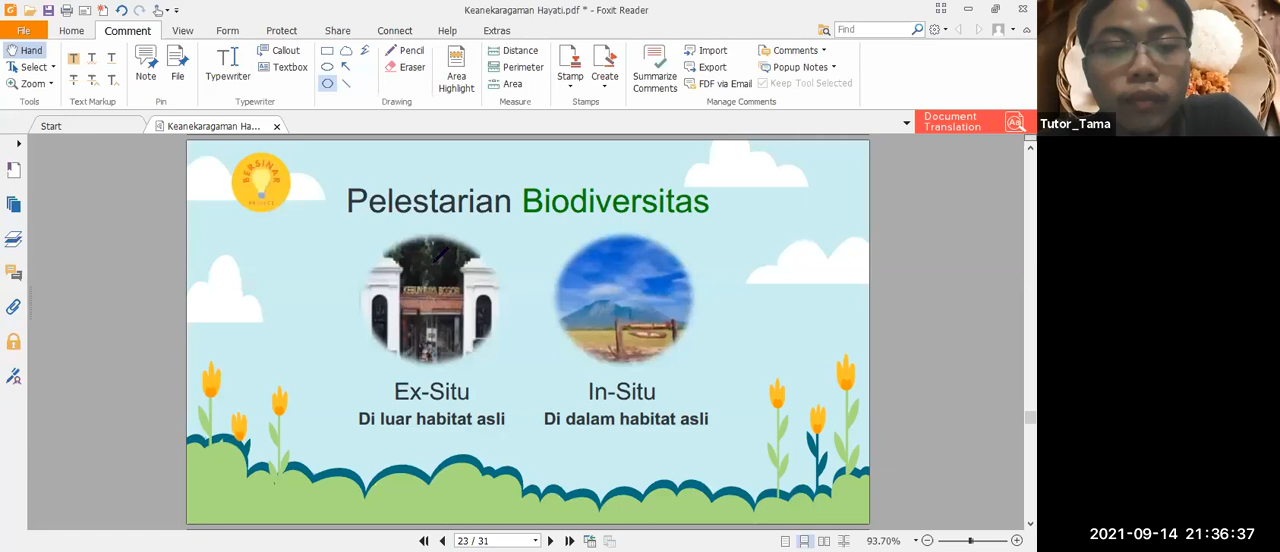 Keanekaragaman Hayati.pdf * - Foxit Reader
File Home Comment View Form Protect Share Connect Help Extras
Find
Hand
Select
Zoom
Tools
Text Markup
Note
File
Pin
Typewriter
Callout
Textbox
Typewriter
Pencil
Eraser
Drawing
Area
Highlight
Distance
Perimeter
Area
Measure
Stamp
Create
Stamps
Summarize
Comments
Import
Export
FDF via Email
Comments
Popup Notes
Keep Tool Selected
Manage Comments
Start
Keanekaragaman Ha...
Document
Translation
Tutor_Tama
BERSINAR
PROJECT
Pelestarian Biodiversitas
KEBUN RAYA BOGOR
Ex-Situ
Di luar habitat asli
In-Situ
Di dalam habitat asli
23 / 31
93.70%
2021-09-14 21:36:37